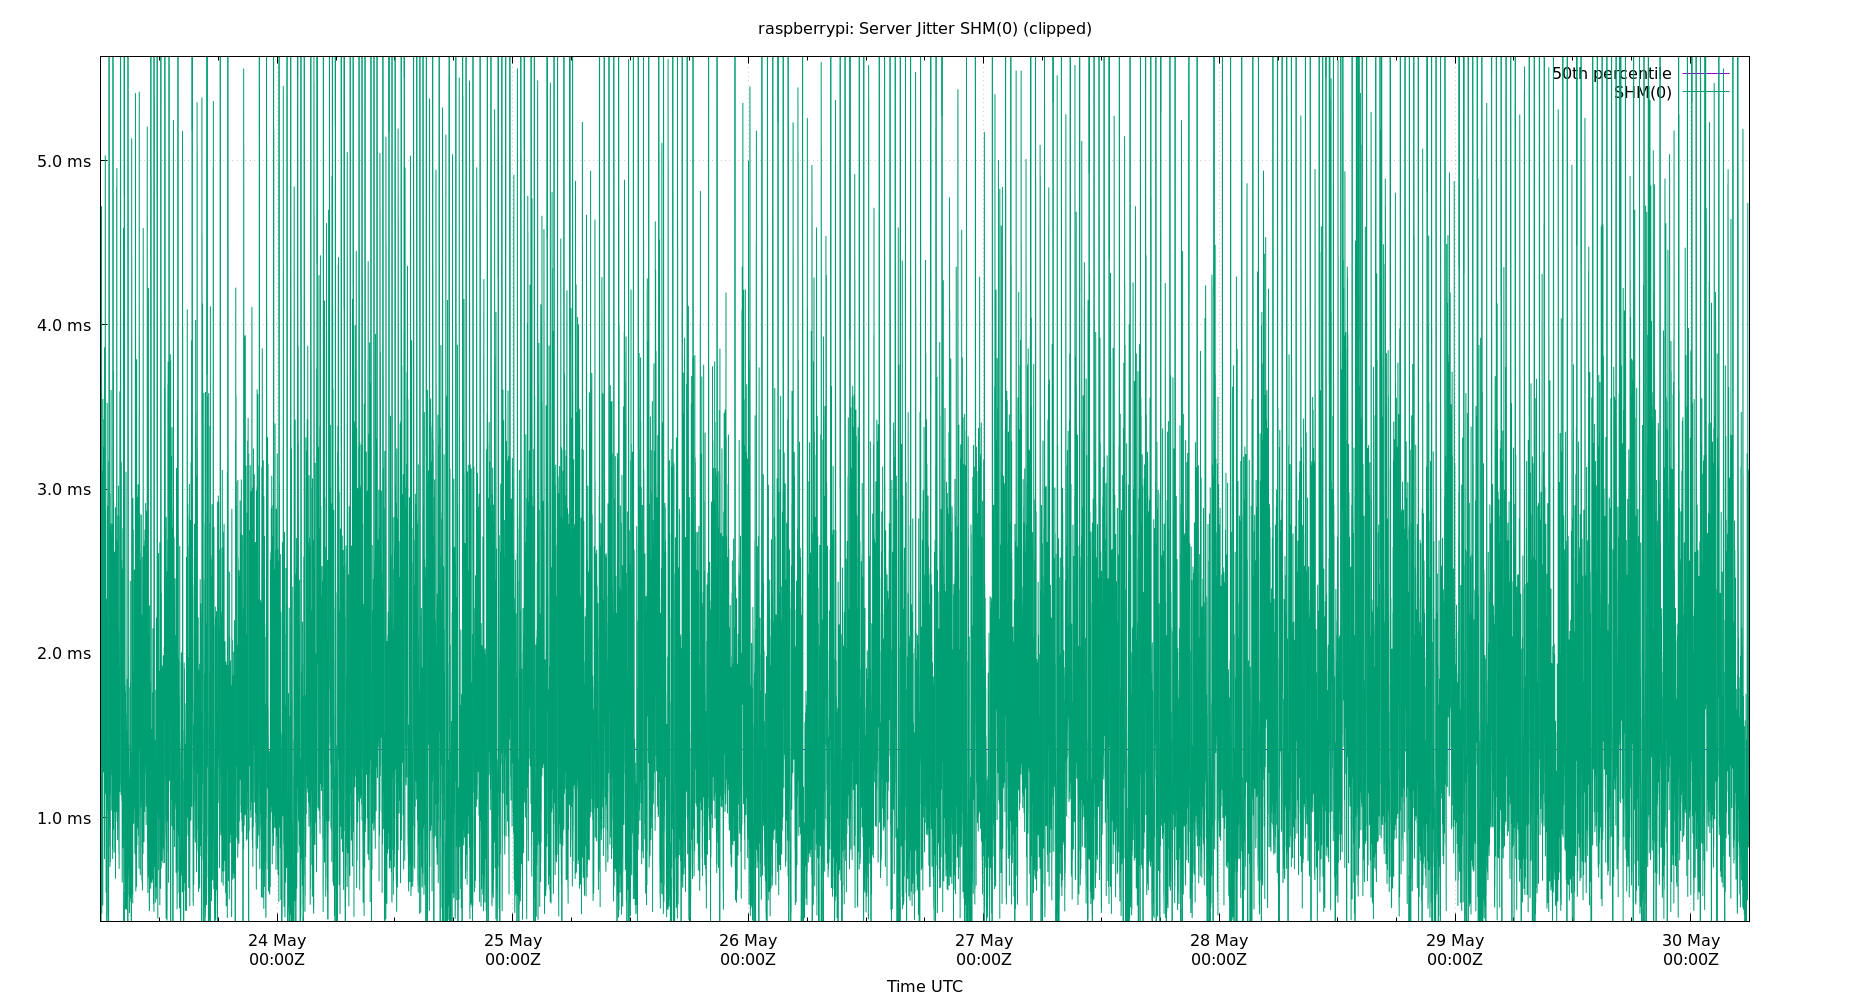 raspberrypi: Server Jitter SHM(0) (clipped)
50th percentile
SHM(0)
5.0 ms
4.0 ms
3.0 ms
2.0 ms
1.0 ms
24 May 25 May 26 May 27 May 28 May 29 May 30 May
00:00Z 00:00Z 00:00Z 00:00Z 00:00Z 00:00Z 00:00Z
Time UTC